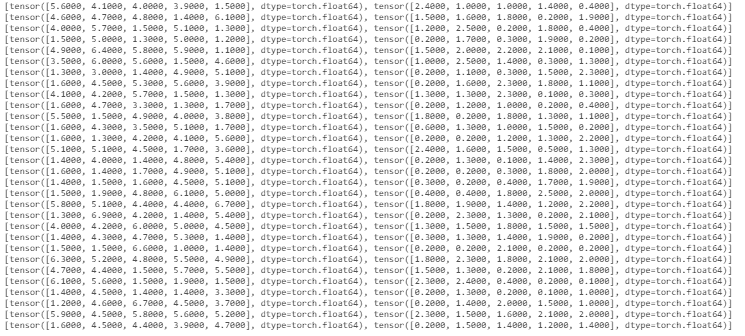 [tensor([5.6000, 4.1000, 4.0000, 3.9000, 1.5000], dtype=torch.float64), tensor([2.4000, 1.0000, 1.0000, 1.4000, 0.4000], dtype=torch.float64)]
[tensor([4.6000, 4.7000, 4.8000, 1.4000, 6.1000], dtype=torch.float64), tensor([1.5000, 1.6000, 1.8000, 0.2000, 1.9000], dtype=torch.float64)]
[tensor([4.0000, 5.7000, 1.5000, 5.1000, 1.3000], dtype=torch.float64), tensor([1.2000, 2.5000, 0.2000, 1.8000, 0.4000], dtype=torch.float64)]
[tensor([1.5000, 5.0000, 1.3000, 5.0000, 1.2000], dtype=torch.float64), tensor([0.2000, 1.7000, 0.3000, 1.9000, 0.2000], dtype=torch.float64)]
[tensor([4.9000, 6.4000, 5.8000, 5.9000, 1.1000], dtype=torch.float64), tensor([1.5000, 2.0000, 2.2000, 2.1000, 0.1000], dtype=torch.float64)]
[tensor([3.5000, 6.0000, 5.6000, 1.5000, 4.6000], dtype=torch.float64), tensor([1.0000, 2.5000, 2.4000, 0.3000, 1.3000], dtype=torch.float64)]
[tensor([1.3000, 3.0000, 1.4000, 4.9000, 5.1000], dtype=torch.float64), tensor([0.2000, 1.1000, 0.3000, 1.5000, 2.3000], dtype=torch.float64)]
[tensor([1.6000, 4.5000, 5.3000, 5.6000, 3.9000], dtype=torch.float64), tensor([0.2000, 1.6000, 2.3000, 1.8000, 1.1000], dtype=torch.float64)]
[tensor([4.1000, 4.2000, 5.7000, 1.5000, 1.3000], dtype=torch.float64), tensor([1.3000, 1.3000, 2.3000, 0.1000, 0.3000], dtype=torch.float64)]
[tensor([1.6000, 4.7000, 3.3000, 1.3000, 1.7000], dtype=torch.float64), tensor([0.2000, 1.2000, 1.0000, 0.2000, 0.4000], dtype=torch.float64)]
[tensor([5.5000, 1.5000, 4.9000, 4.0000, 3.8000], dtype=torch.float64), tensor([1.8000, 0.2000, 1.8000, 1.3000, 1.1000], dtype=torch.float64)]
[tensor([1.6000, 4.3000, 3.5000, 5.1000, 1.7000], dtype=torch.float64), tensor([0.6000, 1.3000, 1.0000, 1.5000, 0.2000], dtype=torch.float64)]
[tensor([1.6000, 1.3000, 4.2000, 4.1000, 5.6000], dtype=torch.float64), tensor([0.2000, 0.2000, 1.2000, 1.3000, 2.2000], dtype=torch.float64)]
[tensor([5.1000, 5.1000, 4.5000, 1.7000, 3.6000], dtype=torch.float64), tensor([2.4000, 1.6000, 1.5000, 0.5000, 1.3000], dtype=torch.float64)]
[tensor([1.4000, 4.0000, 1.4000, 4.8000, 5.4000], dtype=torch.float64), tensor([0.2000, 1.3000, 0.1000, 1.4000, 2.3000], dtype=torch.float64)]
[tensor([1.6000, 1.4000, 1.7000, 4.9000, 5.1000], dtype=torch.float64), tensor([0.2000, 0.2000, 0.3000, 1.8000, 2.0000], dtype=torch.float64)]
[tensor([1.4000, 1.5000, 1.6000, 4.5000, 5.1000], dtype=torch.float64), tensor([0.3000, 0.2000, 0.4000, 1.7000, 1.9000], dtype=torch.float64)]
[tensor([1.5000, 1.9000, 4.8000, 6.1000, 5.0000], dtype=torch.float64), tensor([0.4000, 0.4000, 1.8000, 2.5000, 2.0000], dtype=torch.float64)]
[tensor([5.8000, 5.1000, 4.4000, 4.4000, 6.7000], dtype=torch.float64), tensor([1.8000, 1.9000, 1.4000, 1.2000, 2.2000], dtype=torch.float64)]
[tensor([1.3000, 6.9000, 4.2000, 1.4000, 5.4000], dtype=torch.float64), tensor([0.2000, 2.3000, 1.3000, 0.2000, 2.1000], dtype=torch.float64)]
[tensor([4.0000, 4.2000, 6.0000, 5.0000, 4.5000], dtype=torch.float64), tensor([1.3000, 1.5000, 1.8000, 1.5000, 1.5000], dtype=torch.float64)]
[tensor([1.4000, 4.3000, 4.7000, 5.3000, 1.4000], dtype=torch.float64), tensor([0.3000, 1.3000, 1.4000, 1.9000, 0.2000], dtype=torch.float64)]
[tensor([1.5000, 1.5000, 6.6000, 1.0000, 1.4000], dtype=torch.float64), tensor([0.2000, 0.2000, 2.1000, 0.2000, 0.2000], dtype=torch.float64)]
[tensor([6.3000, 5.2000, 4.8000, 5.5000, 4.9000], dtype=torch.float64), tensor([1.8000, 2.3000, 1.8000, 2.1000, 2.0000], dtype=torch.float64)]
[tensor([4.7000, 4.4000, 1.5000, 5.7000, 5.5000], dtype=torch.float64), tensor([1.5000, 1.3000, 0.2000, 2.1000, 1.8000], dtype=torch.float64)]
[tensor([6.1000, 5.6000, 1.5000, 1.9000, 1.5000], dtype=torch.float64), tensor([2.3000, 2.4000, 0.4000, 0.2000, 0.1000], dtype=torch.float64)]
[tensor([1.4000, 4.5000, 1.4000, 1.4000, 3.3000], dtype=torch.float64), tensor([0.2000, 1.3000, 0.2000, 0.1000, 1.0000], dtype=torch.float64)]
[tensor([1.2000, 4.6000, 6.7000, 4.5000, 3.7000], dtype=torch.float64), tensor([0.2000, 1.4000, 2.0000, 1.5000, 1.0000], dtype=torch.float64)]
[tensor([5.9000, 4.5000, 5.8000, 5.6000, 5.2000], dtype=torch.float64), tensor([2.3000, 1.5000, 1.6000, 2.1000, 2.0000], dtype=torch.float64)]
[tensor([1.6000, 4.5000, 4.4000, 3.9000, 4.7000], dtype=torch.float64), tensor([0.2000, 1.5000, 1.4000, 1.2000, 1.4000], dtype=torch.float64)]